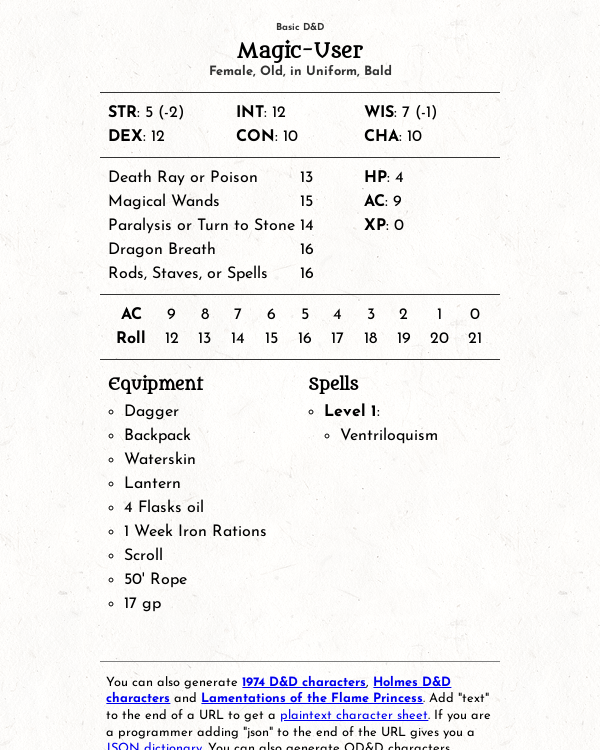 Basic D&D
Magic-User
Female, Old, in Uniform, Bald
STR: 5 (-2) INT: 12 WIS: 7 (-1)
DEX: 12 CON: 10 CHA: 10
Death Ray or Poison 13 HP: 4
Magical Wands 15 AC: 9
Paralysis or Turn to Stone 14 XP: 0
Dragon Breath 16
Rods, Staves, or Spells 16
AC 9 8 7 6 5 4 3 2 1 0
Roll 12 13 14 15 16 17 18 19 20 21
Equipment
Dagger
Backpack
Waterskin
Lantern
4 Flasks oil
1 Week Iron Rations
Scroll
50' Rope
17 gp
Spells
Level 1:
Ventriloquism
You can also generate 1974 D&D characters, Holmes D&D
characters and Lamentations of the Flame Princess. Add "text"
to the end of a URL to get a plaintext character sheet. If you are
a programmer adding "json" to the end of the URL gives you a
JSON dictionary. You can also generate OD&D characters